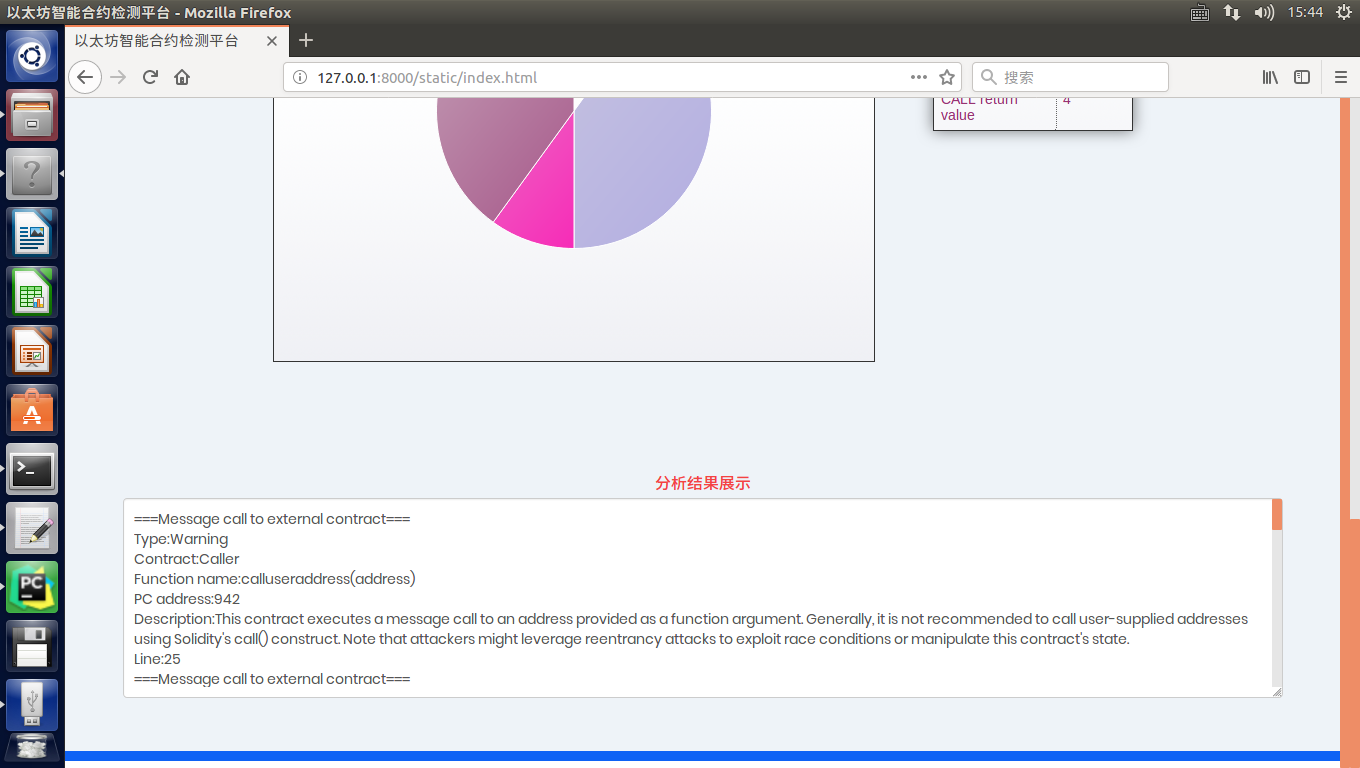 以太坊智能合约检测平台 - Mozilla Firefox
15:44
以太坊智能合约检测平台
127.0.0.1:8000/static/index.html
搜索
CALL return
value
4
分析结果展示
===Message call to external contract===
Type:Warning
Contract:Caller
Function name:calluseraddress(address)
PC address:942
Description:This contract executes a message call to an address provided as a function argument. Generally, it is not recommended to call user-supplied addresses
using Solidity's call() construct. Note that attackers might leverage reentrancy attacks to exploit race conditions or manipulate this contract's state.
Line:25
===Message call to external contract===
PC